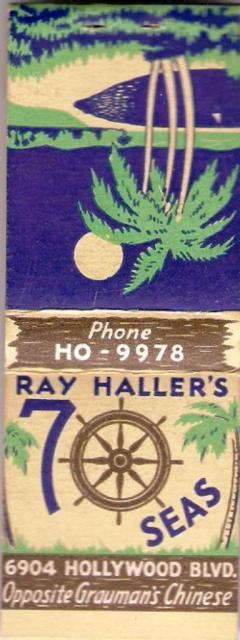 Phone
HO-9978
RAY HALLER'S
7
SEAS
6904 HOLLYWOOD BLVD.
Opposite Grauman's Chinese